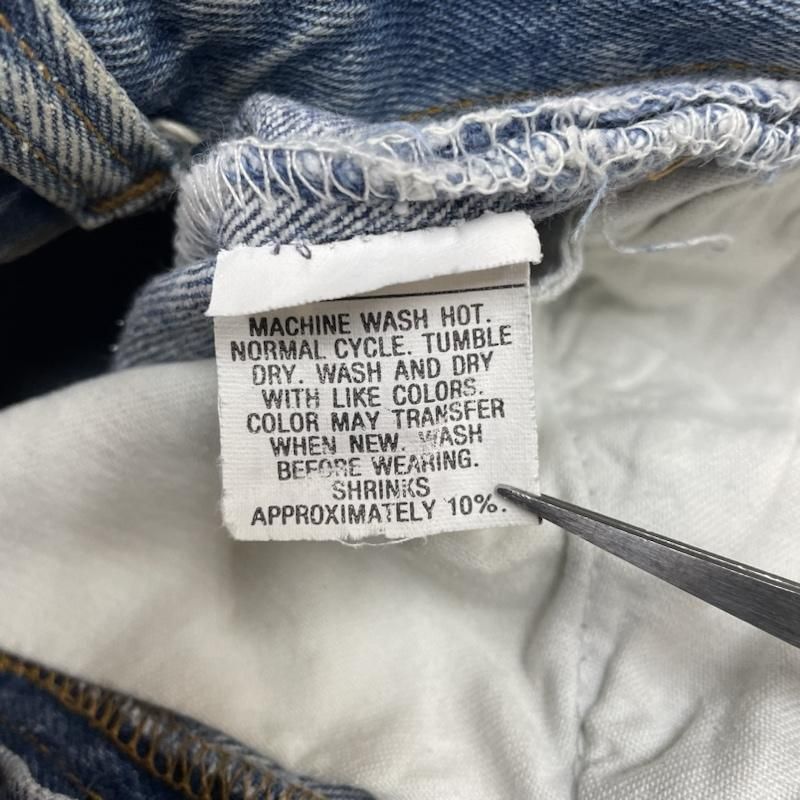 MACHINE WASH HOT.
NORMAL CYCLE. TUMBLE
DRY. WASH AND DRY
WITH LIKE COLORS.
COLOR MAY TRANSFER
WHEN NEW. WASH
BEFORE WEARING.
SHRINKS
APPROXIMATELY 10%.